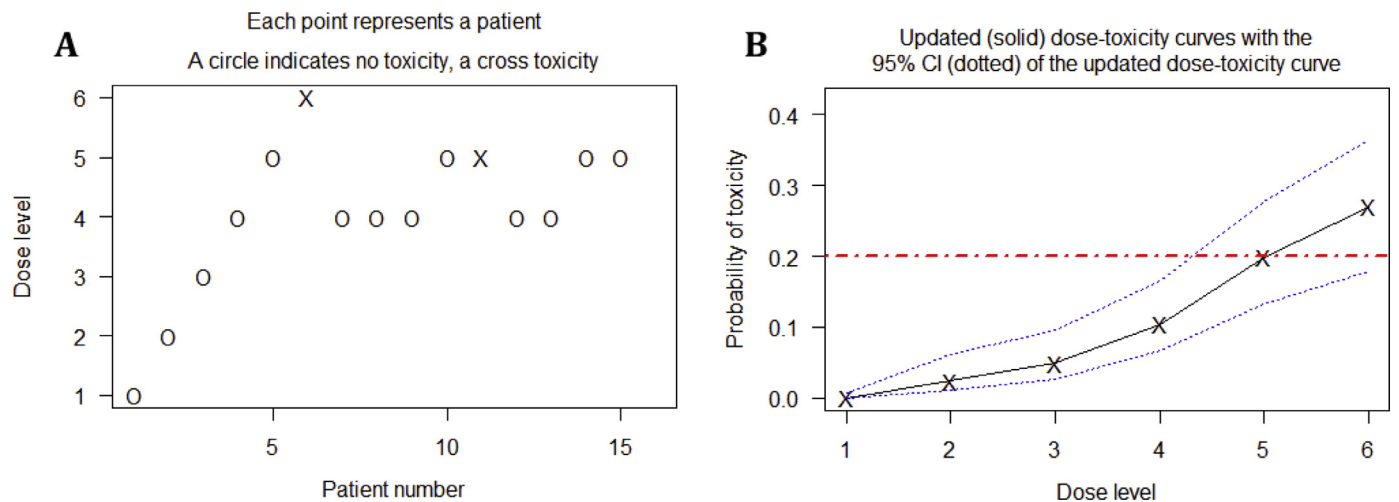 A
Each point represents a patient
A circle indicates no toxicity, a cross toxicity
Dose level
6
5
4
3
2
1
X
O O X O O
O O O O O O
O
O
O
5 10 15
Patient number
B
Updated (solid) dose-toxicity curves with the
95% CI (dotted) of the updated dose-toxicity curve
Probability of toxicity
0.4
0.3
0.2
0.1
0.0
X X X X X X
1 2 3 4 5 6
Dose level